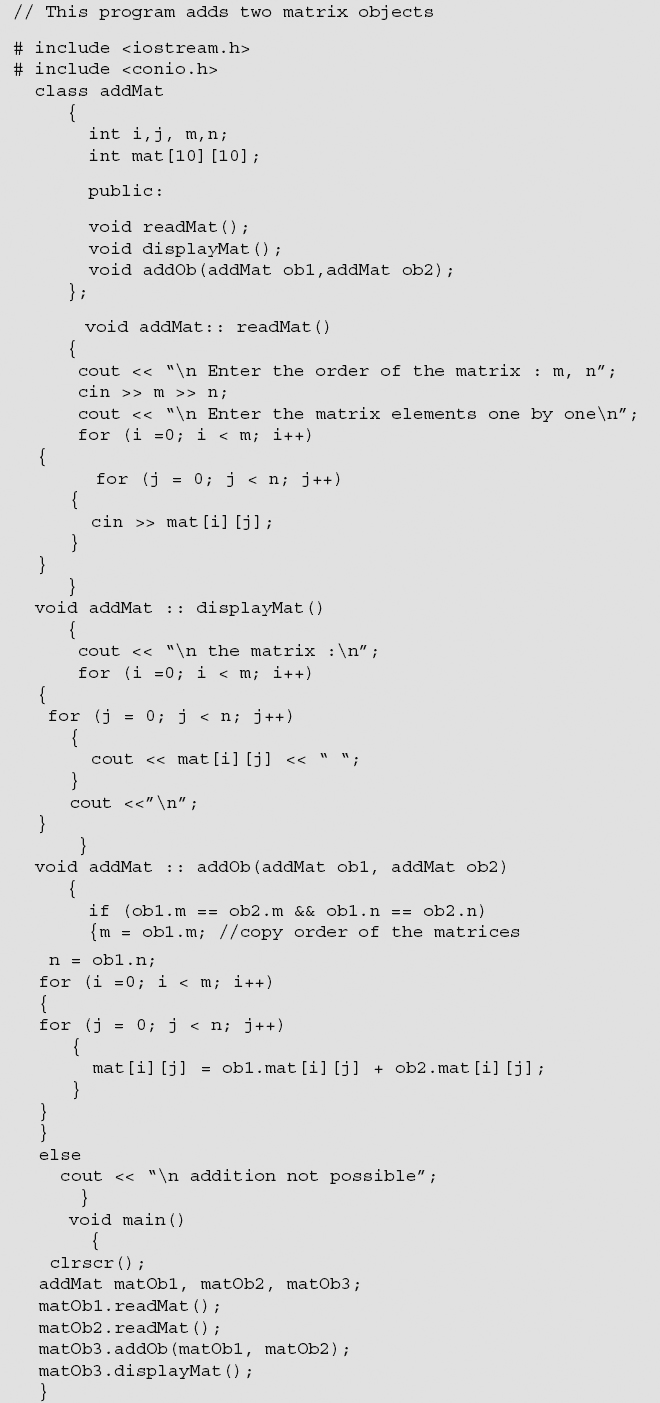 // This program adds two matrix objects
# include <iostream.h>
# include <conio.h>
class addMat
{
int i,j, m,n;
int mat[10][10];
public:
void readMat();
void displayMat();
void addOb(addMat ob1,addMat ob2);
};
void addMat:: readMat()
{
cout << “\n Enter the order of the matrix : m, n”;
cin >> m >> n;
cout << “\n Enter the matrix elements one by one\n”;
for (i =0; i < m; i++)
{
for (j = 0; j < n; j++)
{
cin >> mat[i][j];
}
}
}
void addMat :: displayMat()
{
cout << “\n the matrix :\n”;
for (i =0; i < m; i++)
{
for (j = 0; j < n; j++)
{
cout << mat[i][j] << “ “;
}
cout <<”\n”;
}
}
void addMat :: addOb(addMat ob1, addMat ob2)
{
if (ob1.m == ob2.m && ob1.n == ob2.n)
{m = ob1.m; //copy order of the matrices
n = ob1.n;
for (i =0; i < m; i++)
{
for (j = 0; j < n; j++)
{
mat[i][j] = ob1.mat[i][j] + ob2.mat[i][j];
}
}
}
else
cout << “\n addition not possible”;
}
void main()
{
clrscr();
addMat matOb1, matOb2, matOb3;
matOb1.readMat();
matOb2.readMat();
matOb3.addOb(matOb1, matOb2);
matOb3.displayMat();
}